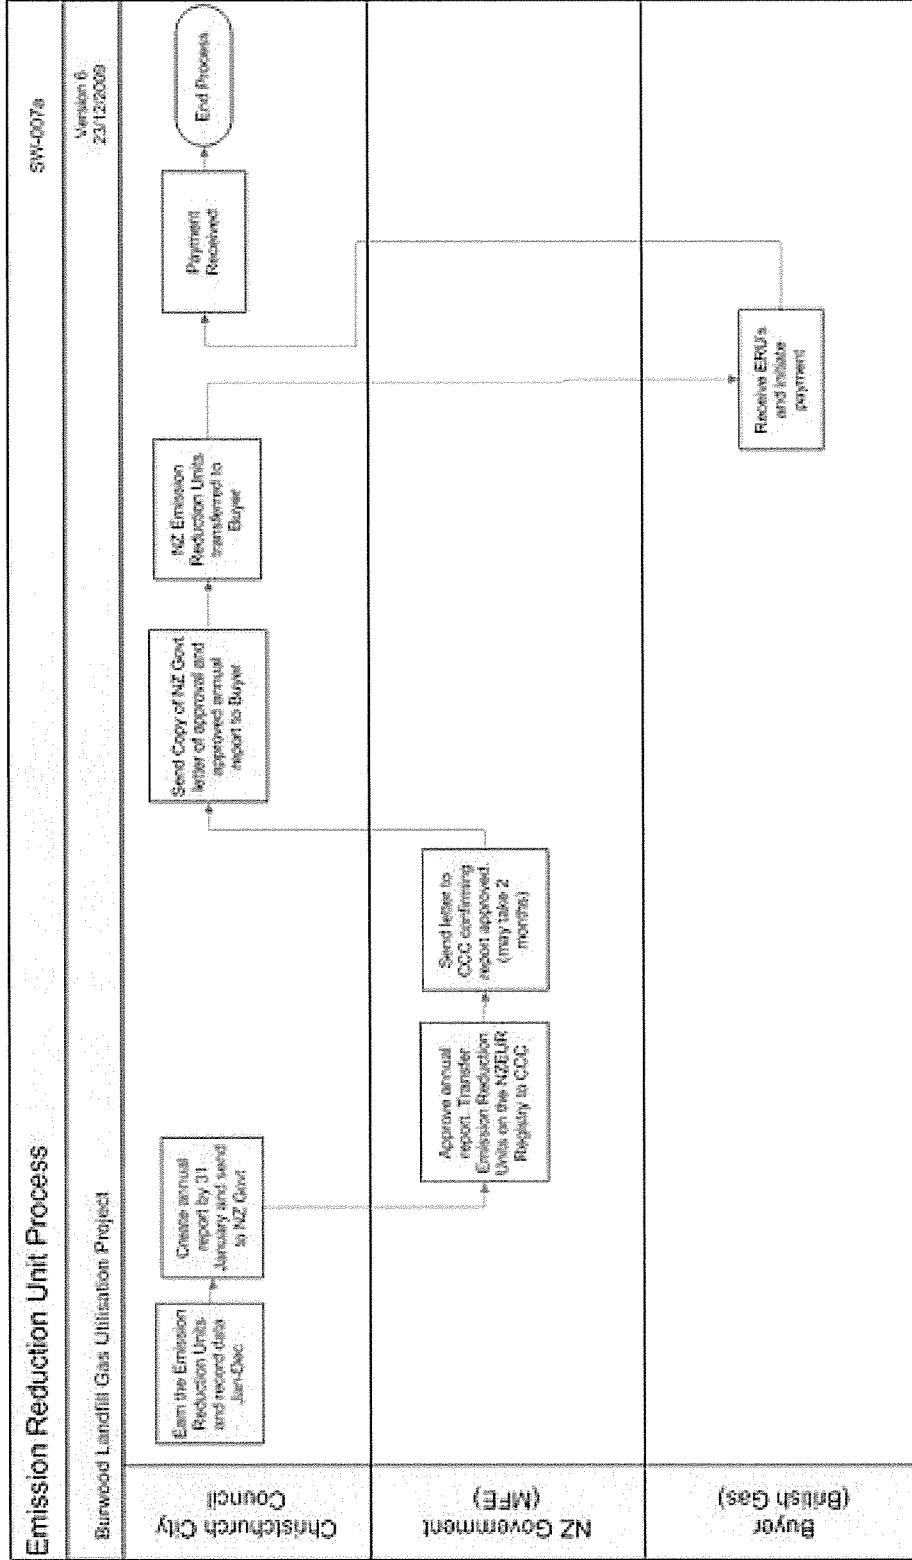 Emission Reduction Unit Process
SW-007a
Burwood Landfill Gas Utilisation Project
Version 6
23/12/2009
Christchurch City
Council
Earn the Emission
Reduction Units
and record data
Jan-Dec
Create annual
report by 31
January and send
to NZ Govt
Send Copy of NZ Govt
letter of approval and
approved annual
report to Buyer
NZ Emission
Reduction Units
transferred to
Buyer
Payment
Received
End Process
NZ Government
(MFE)
Approve annual
report. Transfer
Emission Reduction
Units on the NZEUR
Registry to CCC
Send letter to
CCC confirming
report approved.
(may take 2
months)
Buyer
(British Gas)
Receive ERU's
and initiate
payment